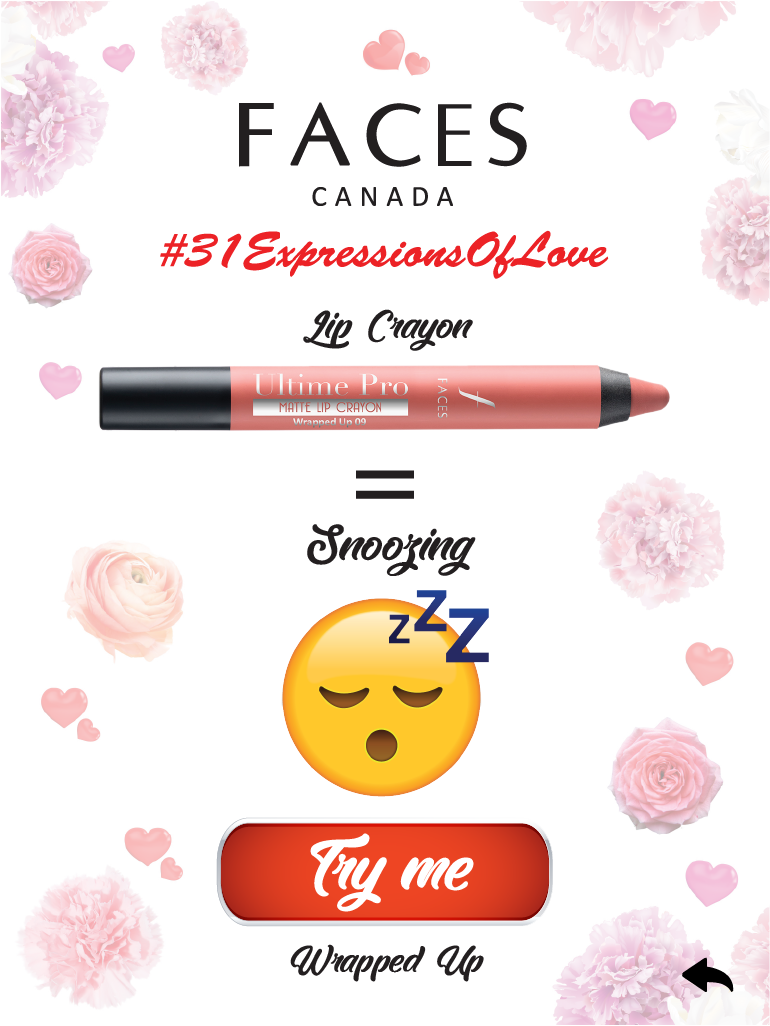 FACES
CANADA
#31ExpressionsOfLove
Lip Crayon
Ultime Pro
MATTE LIP CRAYON
Wrapped Up 09
FACES
f
=
Snoozing
z Z Z
Try me
Wrapped Up